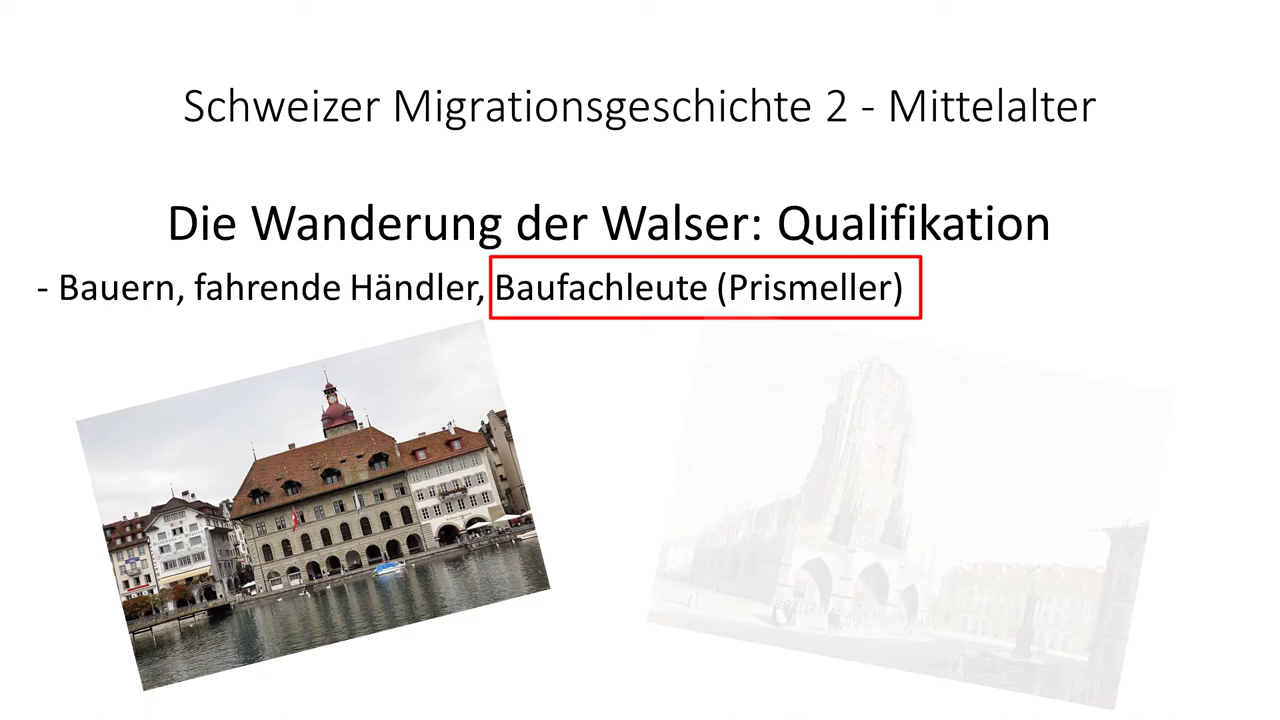 Schweizer Migrationsgeschichte 2 - Mittelalter
Die Wanderung der Walser: Qualifikation
- Bauern, fahrende Händler, Baufachleute (Prismeller)